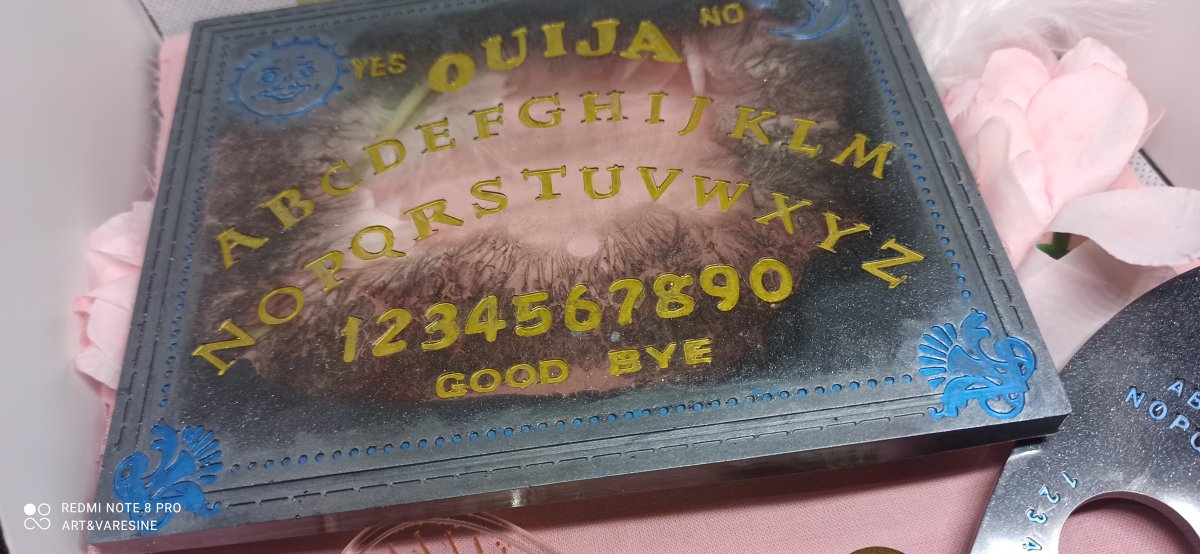 YES OUIJA NO
ABCDEFGHIJKLM
NOPQRSTUVWXYZ
1234567890
GOOD BYE
REDMI NOTE 8 PRO
ART&VARESINE